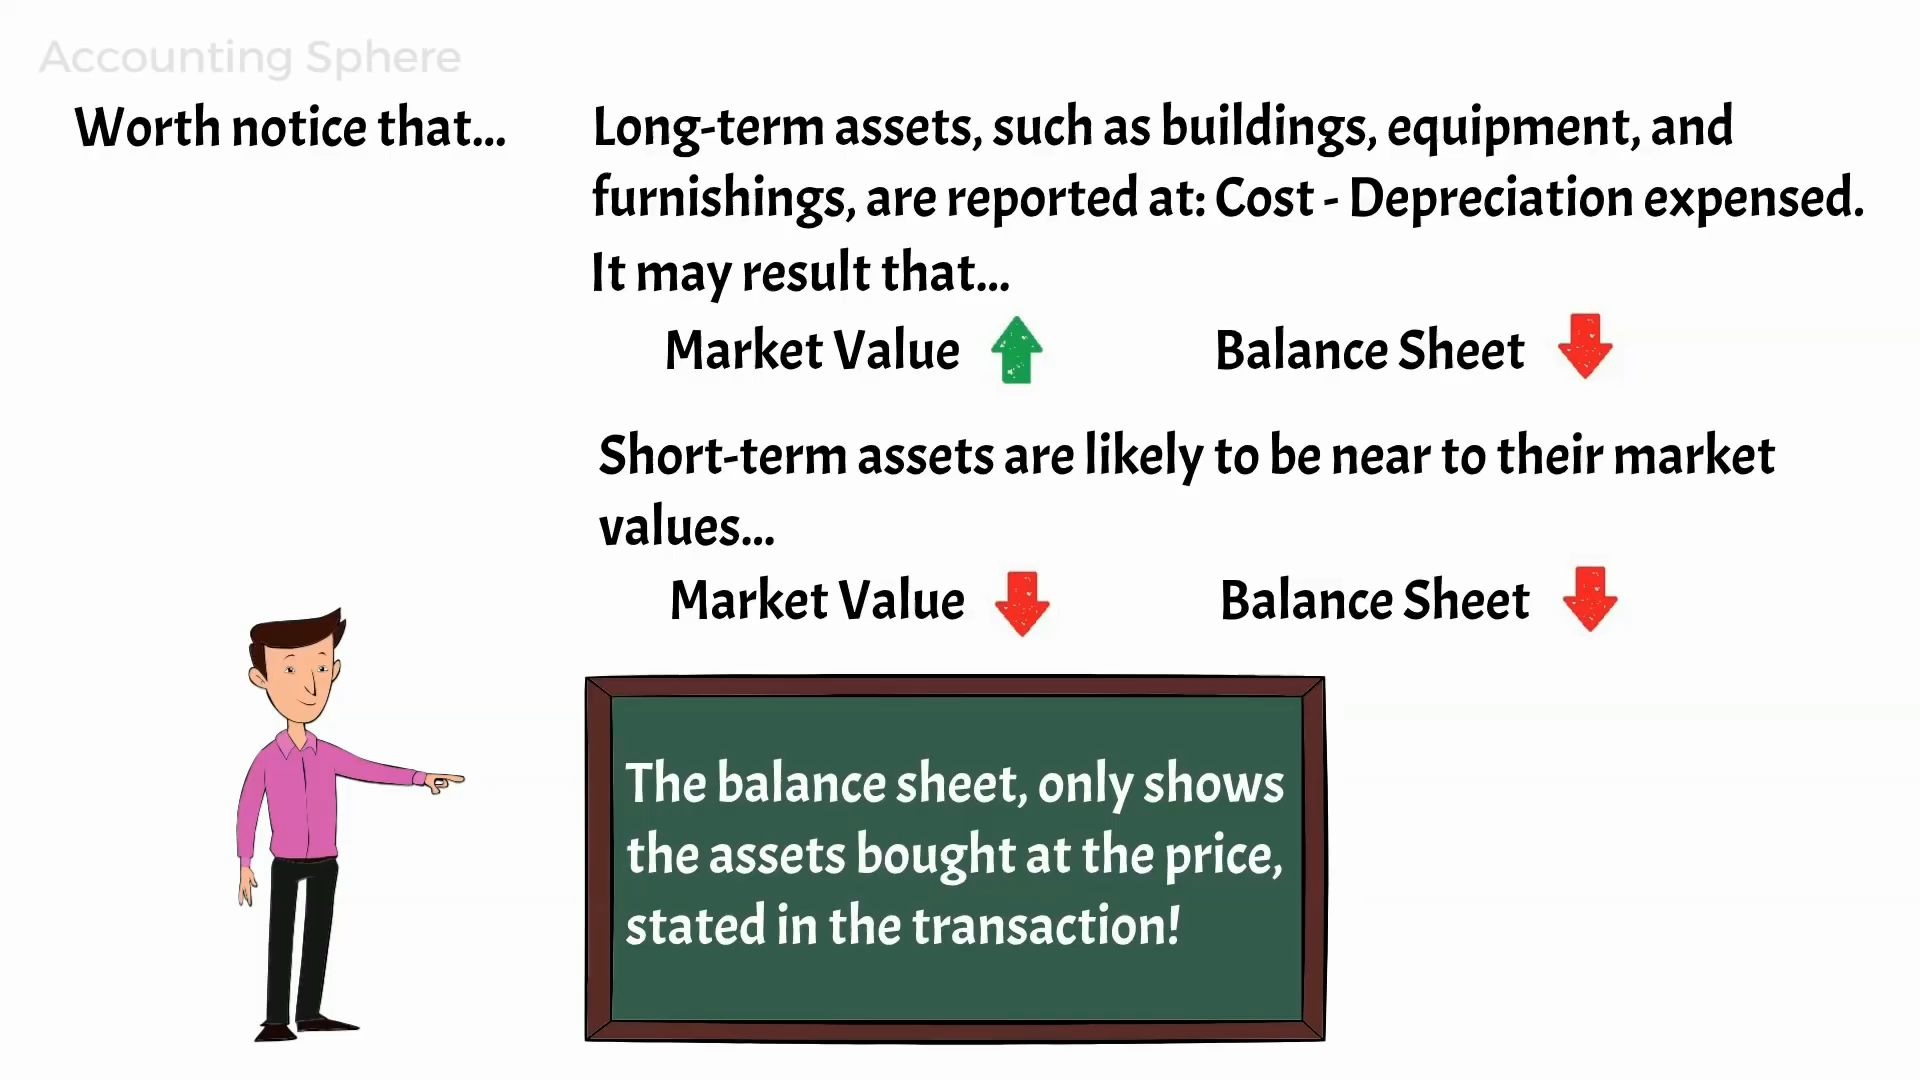 Accounting Sphere
Worth notice that...
Long-term assets, such as buildings, equipment, and
furnishings, are reported at: Cost - Depreciation expensed.
It may result that...
Market Value
Balance Sheet
Short-term assets are likely to be near to their market
values...
Market Value
Balance Sheet
The balance sheet, only shows
the assets bought at the price,
stated in the transaction!